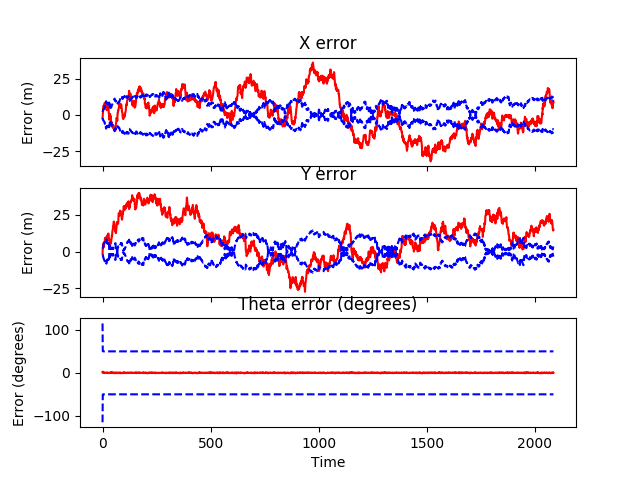 X error
Error (m)
25
0
−25
Y error
Error (m)
25
0
−25
Theta error (degrees)
Error (degrees)
100
0
−100
0 500 1000 1500 2000
Time